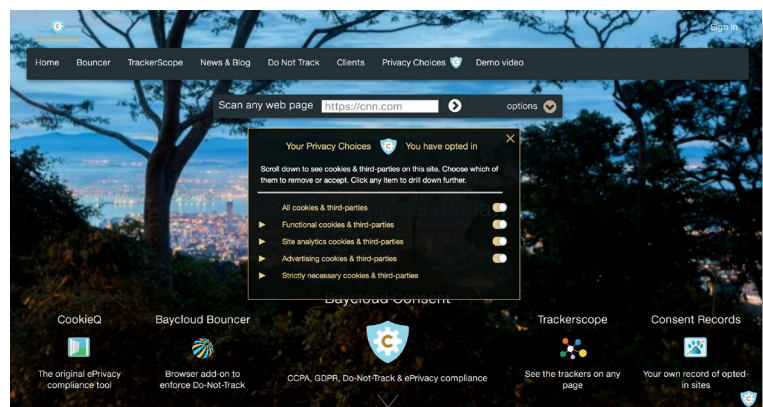 Sign In
Home Bouncer TrackerScope News & Blog Do Not Track Clients Privacy Choices Demo video
Scan any web page https://cnn.com options
Your Privacy Choices You have opted in
Scroll down to see cookies & third-parties on this site. Choose which of
them to remove or accept. Click any item to drill down further.
All cookies & third-parties
Functional cookies & third-parties
Site analytics cookies & third-parties
Advertising cookies & third-parties
Strictly necessary cookies & third-parties
Baycloud Consent
CookieQ Baycloud Bouncer Trackerscope Consent Records
The original ePrivacy
compliance tool
Browser add-on to
enforce Do-Not-Track
CCPA, GDPR, Do-Not-Track & ePrivacy compliance
See the trackers on any
page
Your own record of opted-
in sites